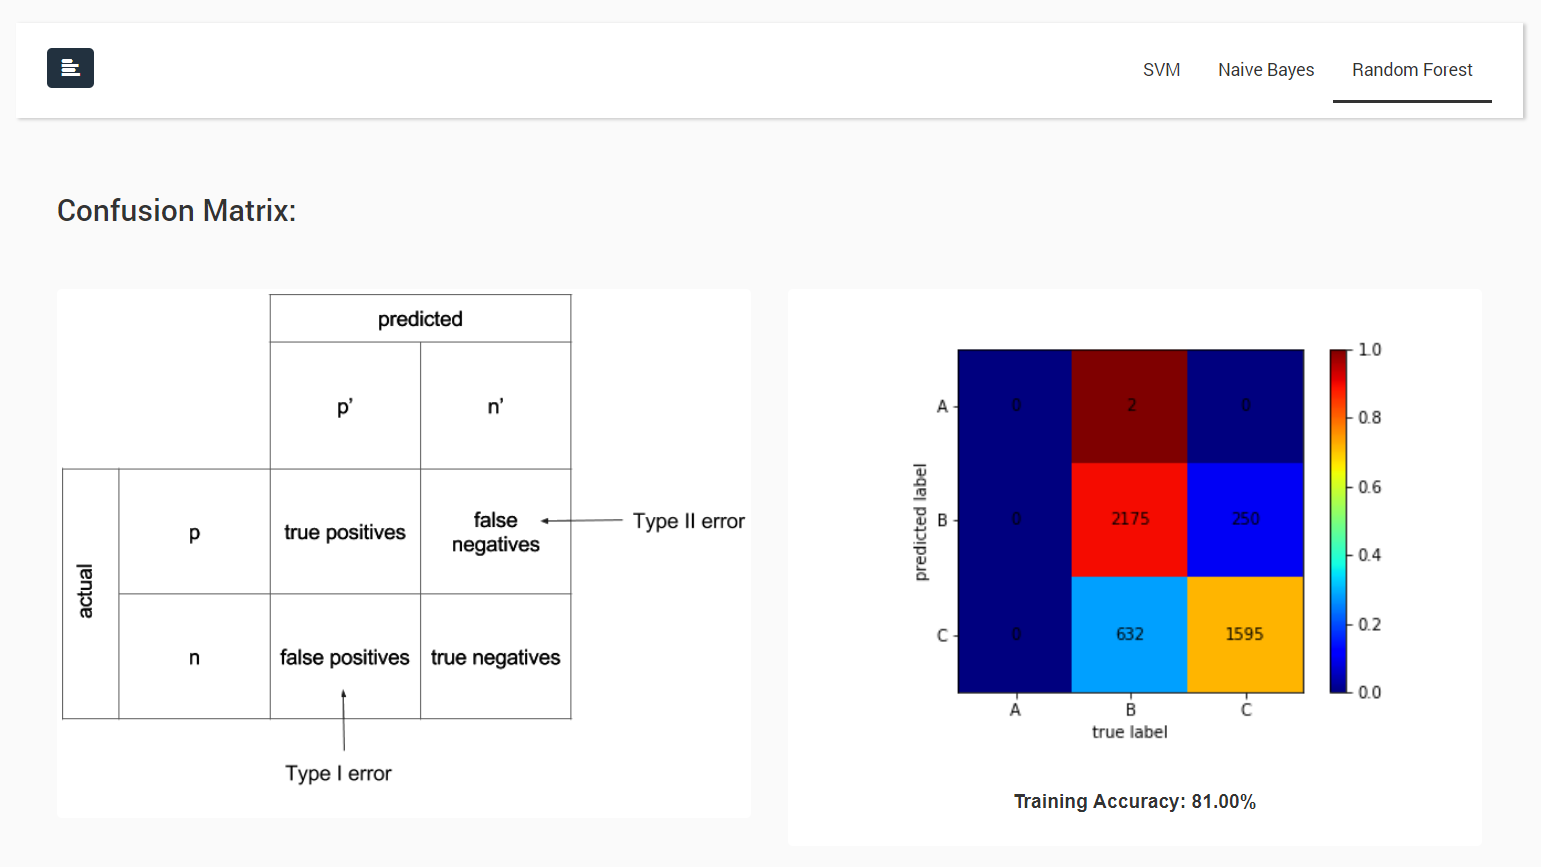 SVM
Naive Bayes
Random Forest
Confusion Matrix:
predicted
p’
n’
actual
p
true positives
false
negatives
Type II error
n
false positives
true negatives
Type I error
predicted label
A
0
2
0
B
0
2175
250
C
0
632
1595
A
B
C
true label
1.0
0.8
0.6
0.4
0.2
0.0
Training Accuracy: 81.00%